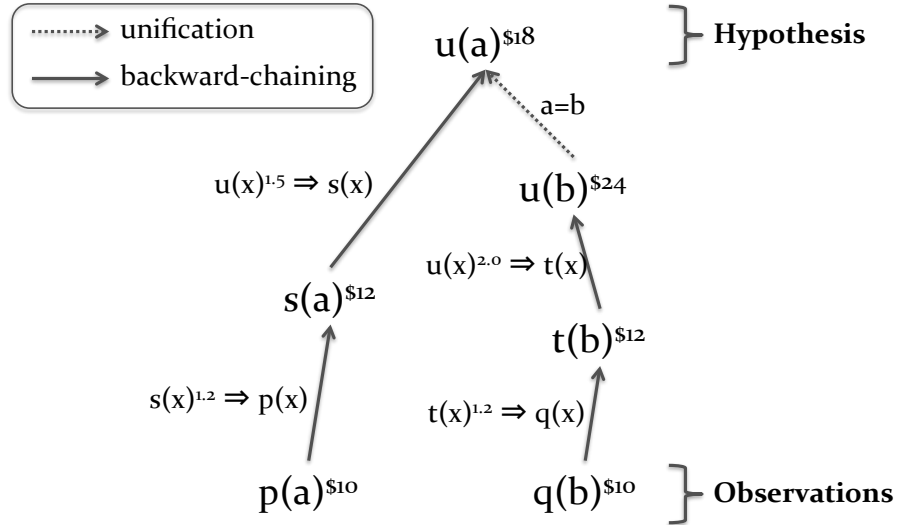 unification
backward-chaining
u(a)$18
Hypothesis
a=b
u(x)1.5 ⇒ s(x)
u(b)$24
u(x)2.0 ⇒ t(x)
s(a)$12
t(b)$12
s(x)1.2 ⇒ p(x)
t(x)1.2 ⇒ q(x)
p(a)$10
q(b)$10
Observations